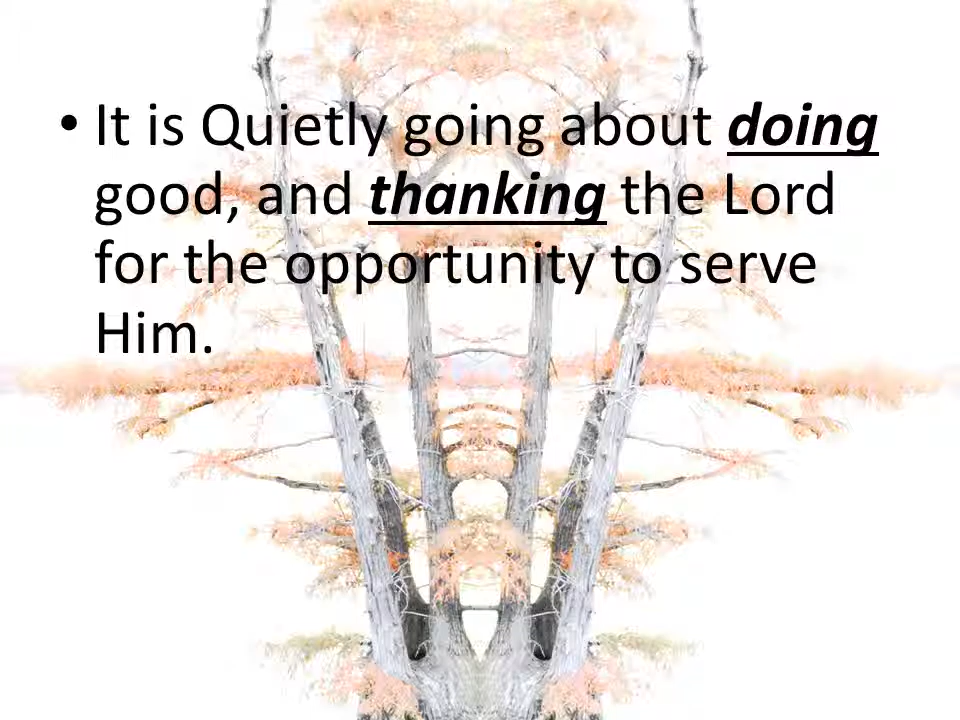 • It is Quietly going about doing
good, and thanking the Lord
for the opportunity to serve
Him.